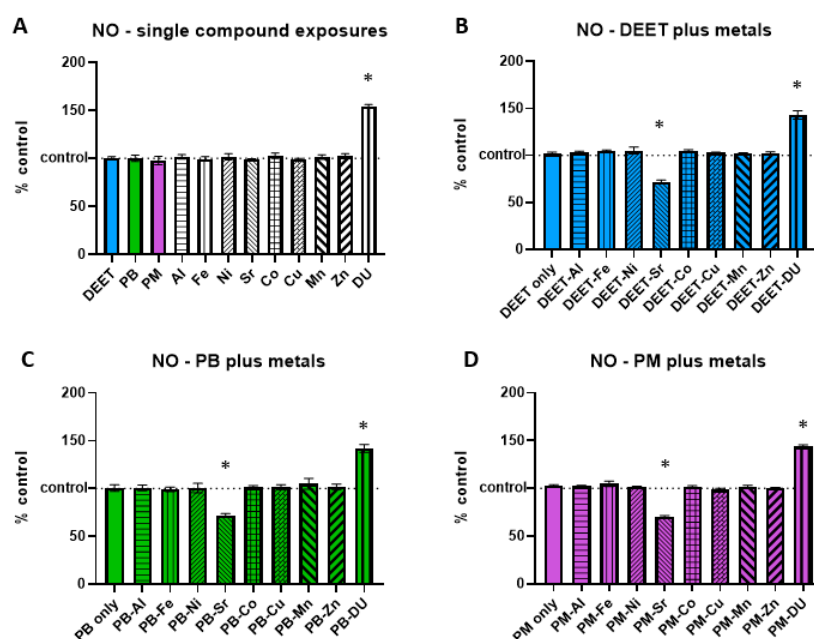 A
NO - single compound exposures
% control
200
150
control
100
50
0
*
DEET
PB
PM
Al
Fe
Ni
Sr
Co
Cu
Mn
Zn
DU
B
NO - DEET plus metals
% control
200
150
control
100
50
0
*
*
DEET only
DEET-Al
DEET-Fe
DEET-Ni
DEET-Sr
DEET-Co
DEET-Cu
DEET-Mn
DEET-Zn
DEET-DU
C
NO - PB plus metals
% control
200
150
control
100
50
0
*
*
PB only
PB-Al
PB-Fe
PB-Ni
PB-Sr
PB-Co
PB-Cu
PB-Mn
PB-Zn
PB-DU
D
NO - PM plus metals
% control
200
150
control
100
50
0
*
*
PM only
PM-Al
PM-Fe
PM-Ni
PM-Sr
PM-Co
PM-Cu
PM-Mn
PM-Zn
PM-DU